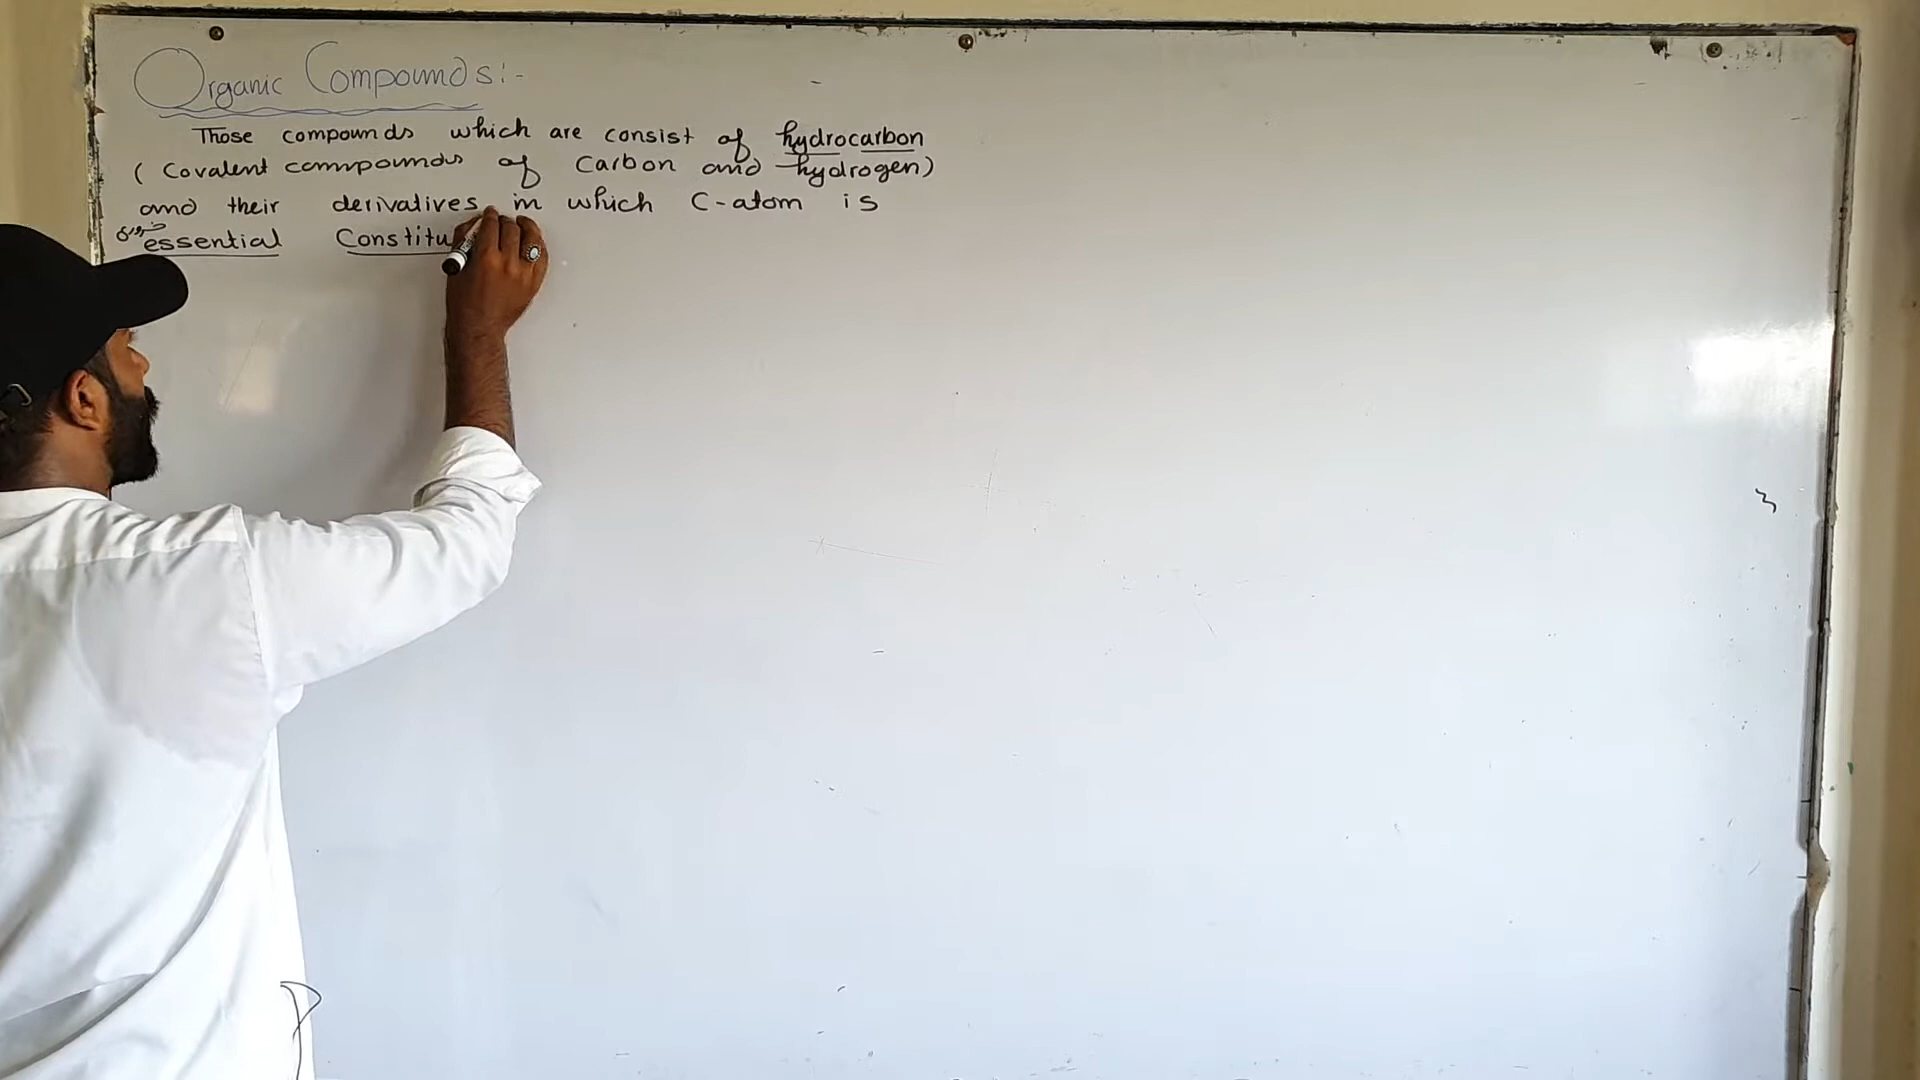 Organic Compounds:-
Those compounds which are consist of hydrocarbon
( Covalent compounds of Carbon and hydrogen)
and their derivatives in which C-atom is
ضروری
essential Constitu